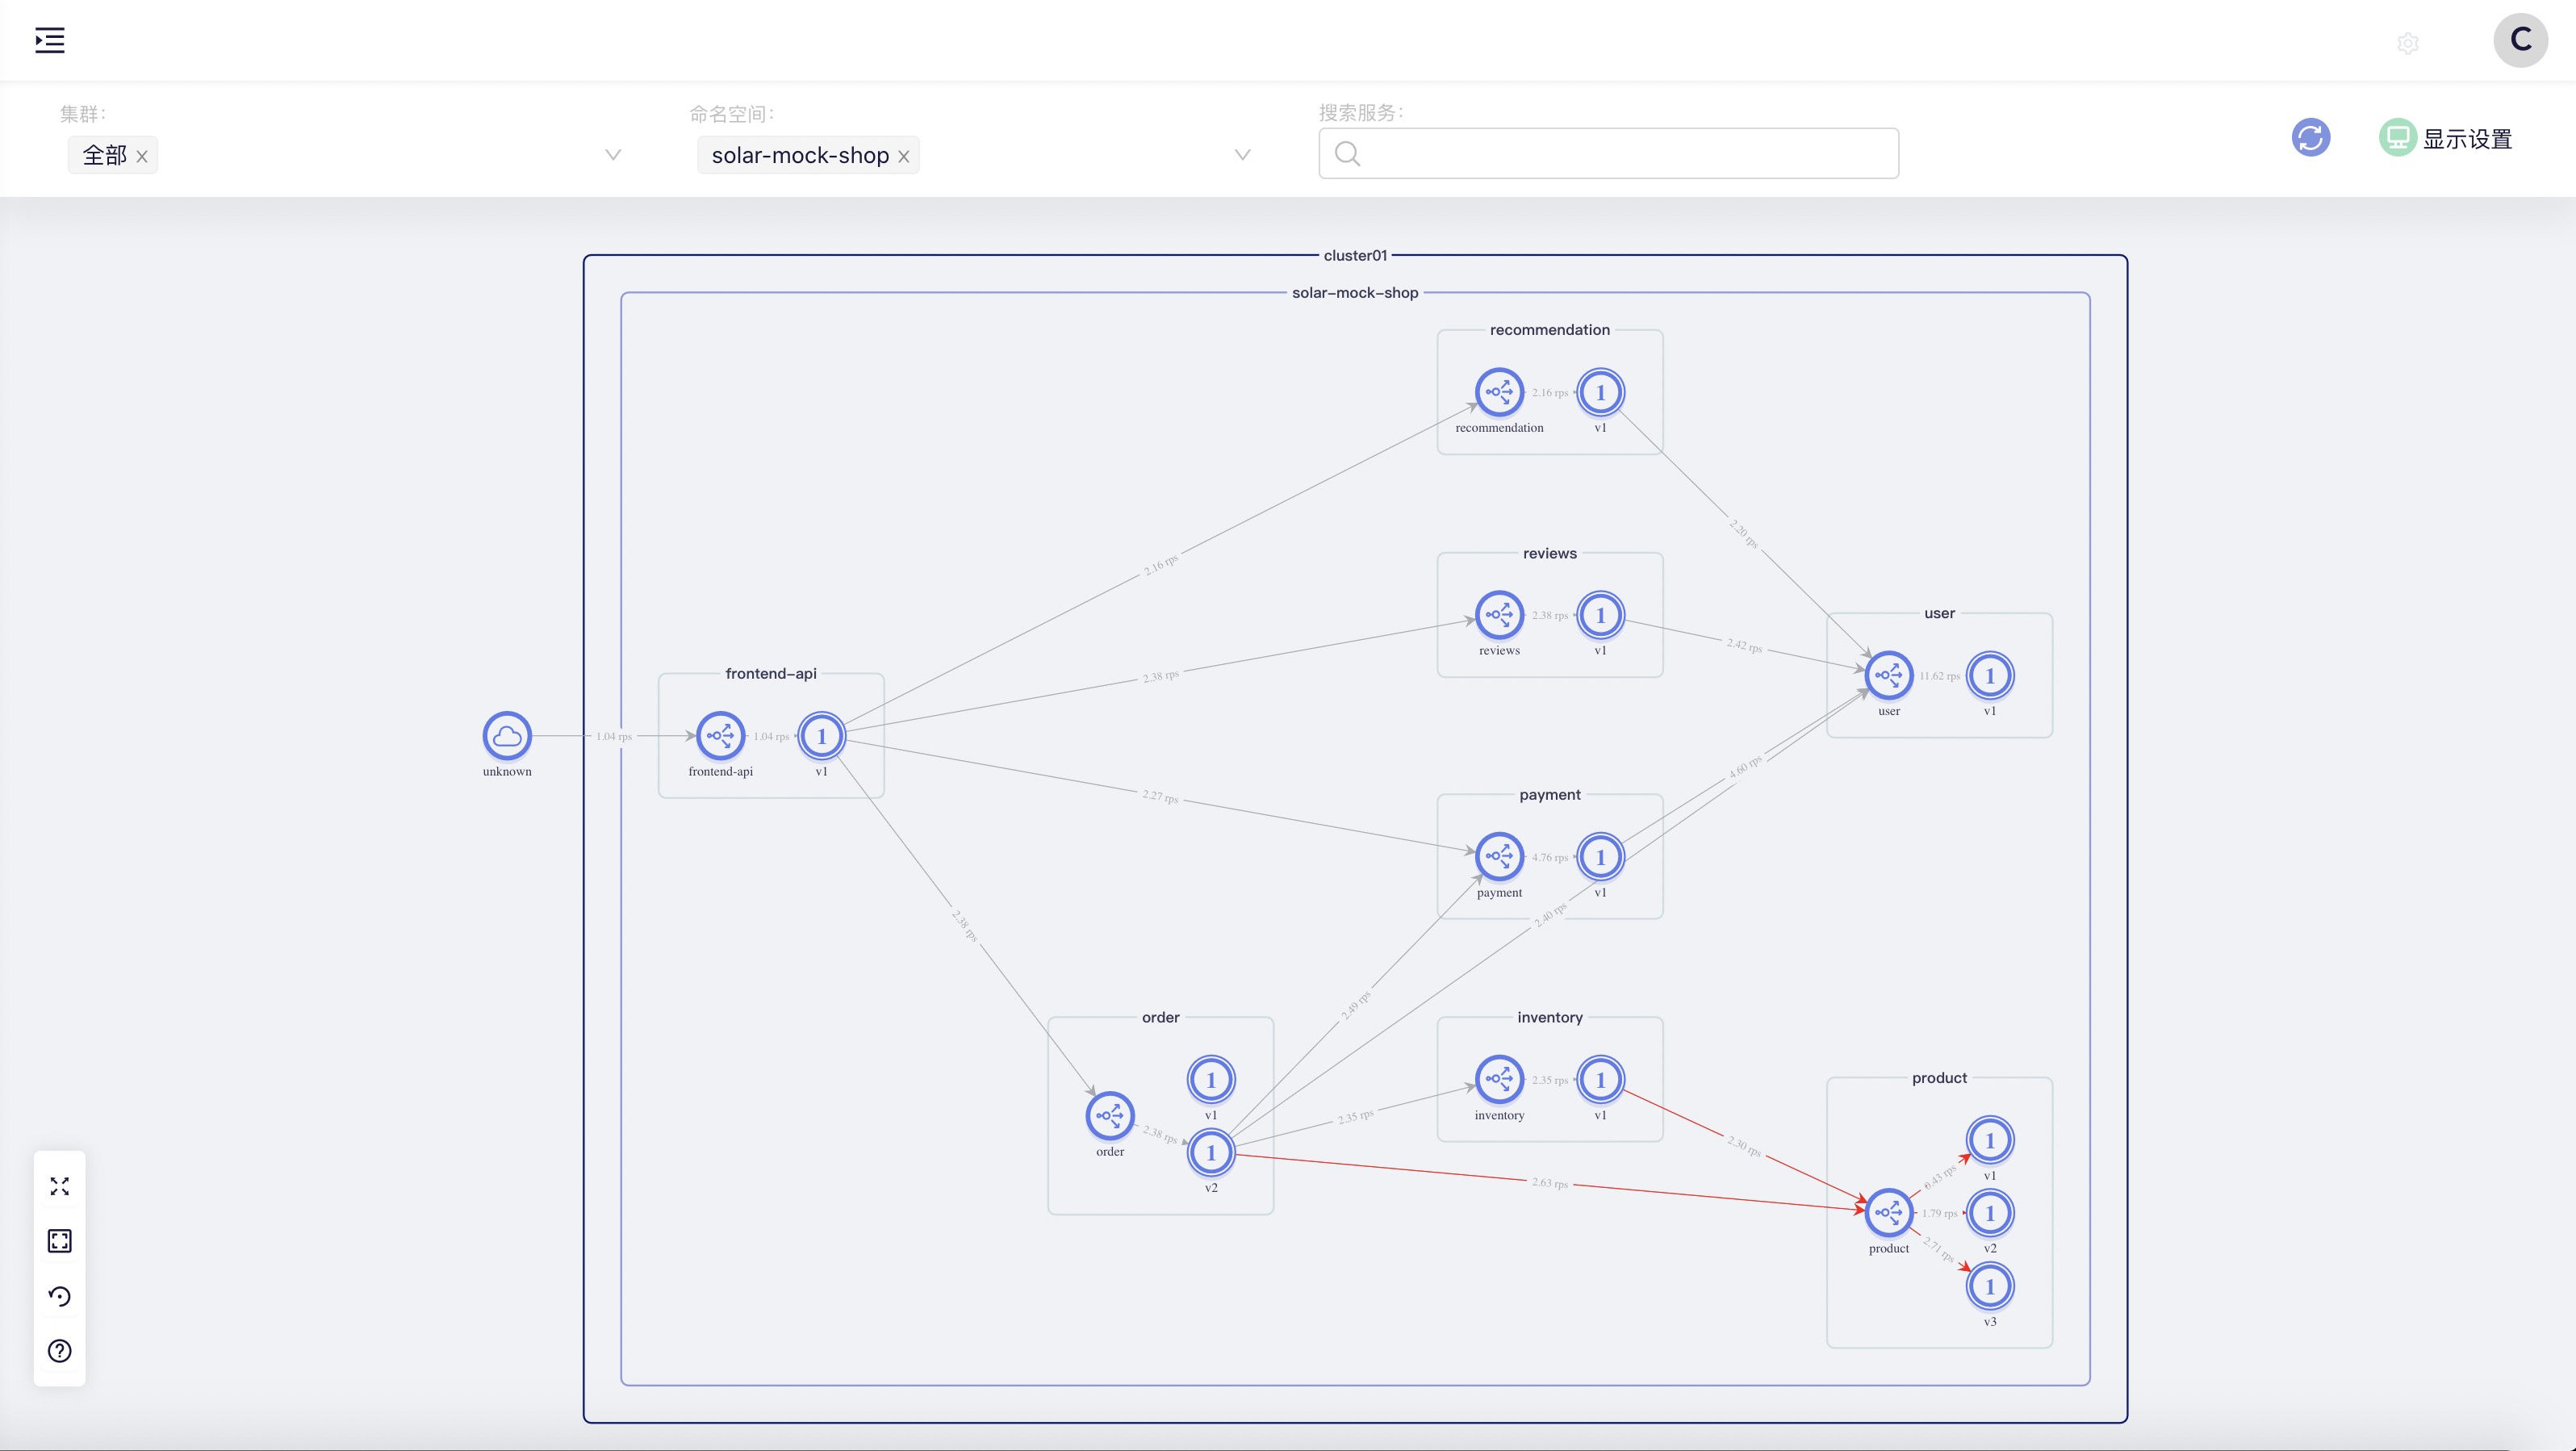 C
集群：
命名空间：
搜索服务：
全部
solar-mock-shop
显示设置
cluster01
solar-mock-shop
recommendation
2.16 rps
1
recommendation
v1
2.20 rps
2.16 rps
reviews
2.38 rps
1
reviews
v1
2.42 rps
user
11.62 rps
1
user
v1
2.38 rps
frontend-api
unknown
1.04 rps
1.04 rps
1
frontend-api
v1
2.27 rps
4.60 rps
payment
4.76 rps
1
payment
v1
2.40 rps
2.38 rps
2.49 rps
order
1
v1
order
2.38 rps
1
v2
2.35 rps
inventory
2.35 rps
1
inventory
v1
2.30 rps
2.63 rps
product
1
v1
0.43 rps
product
1.79 rps
1
v2
2.71 rps
1
v3